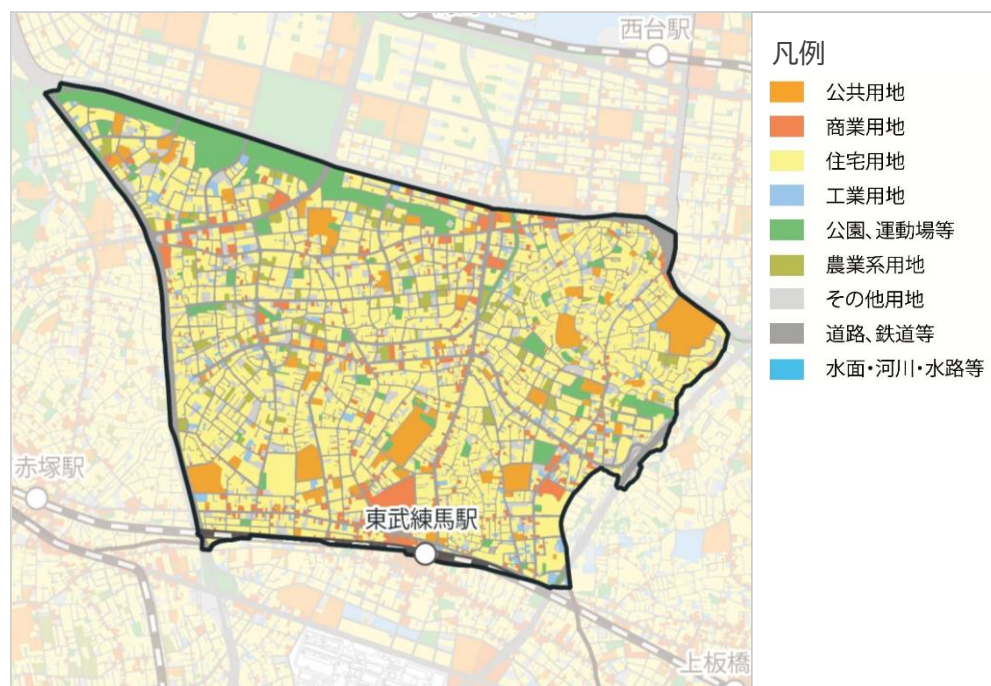 西台駅
赤塚駅
東武練馬駅
上板橋
凡例
公共用地
商業用地
住宅用地
工業用地
公園、運動場等
農業系用地
その他用地
道路、鉄道等
水面・河川・水路等